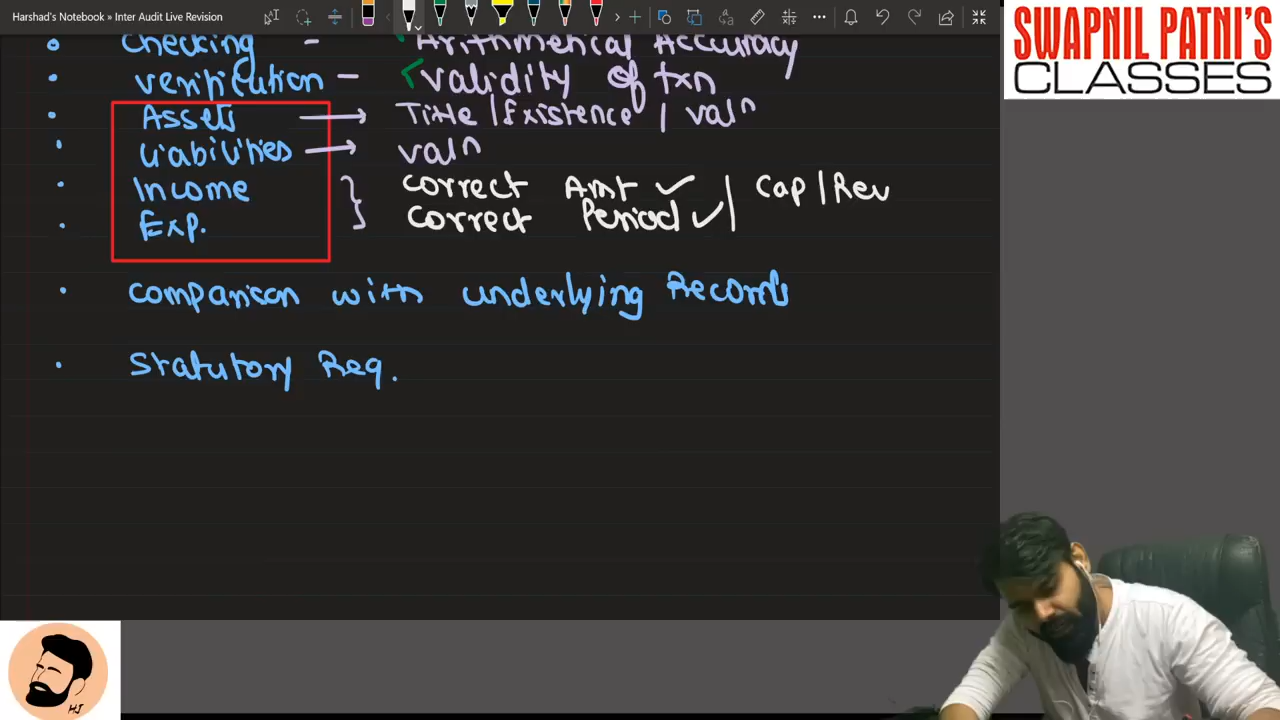 Harshad's Notebook » Inter Audit Live Revision
SWAPNIL PATNI'S
CLASSES
• Checking - Arithmetical Accuracy
• verification - validity of txn
• Assets → Title / Existence / valn
• Liabilities → valn
• Income } correct Amt ✓ | Cap / Rev
• Exp. correct Period ✓
• comparison with underlying Records
• Statutory Req.
HJ